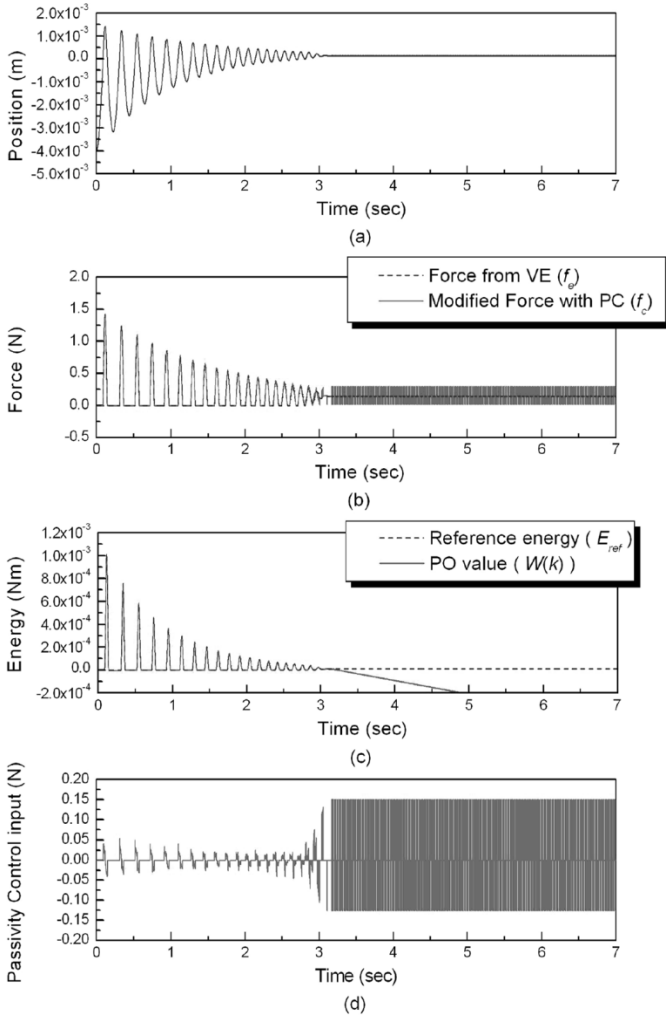 2.0x10⁻³
1.0x10⁻³
0.0
-1.0x10⁻³
-2.0x10⁻³
-3.0x10⁻³
-4.0x10⁻³
-5.0x10⁻³
Position (m)
0 1 2 3 4 5 6 7
Time (sec)
(a)
Force from VE (fₑ)
Modified Force with PC (f_c)
2.0
1.5
1.0
0.5
0.0
-0.5
Force (N)
0 1 2 3 4 5 6 7
Time (sec)
(b)
Reference energy ( E_ref )
PO value ( W(k) )
1.2x10⁻³
1.0x10⁻³
8.0x10⁻⁴
6.0x10⁻⁴
4.0x10⁻⁴
2.0x10⁻⁴
0.0
-2.0x10⁻⁴
Energy (Nm)
0 1 2 3 4 5 6 7
Time (sec)
(c)
0.20
0.15
0.10
0.05
0.00
-0.05
-0.10
-0.15
-0.20
Passivity Control input (N)
0 1 2 3 4 5 6 7
Time (sec)
(d)